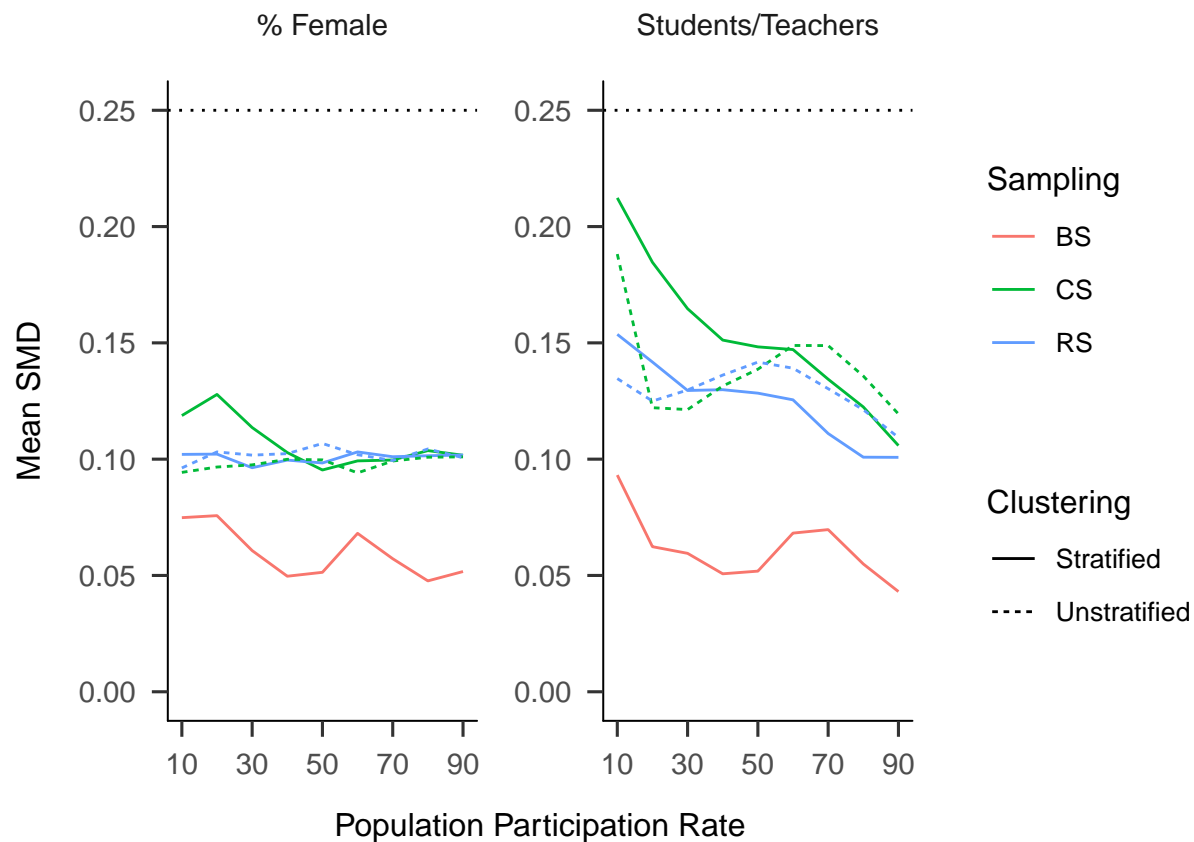 % Female
Students/Teachers
Mean SMD
0.25
0.20
0.15
0.10
0.05
0.00
10 30 50 70 90
0.25
0.20
0.15
0.10
0.05
0.00
10 30 50 70 90
Population Participation Rate
Sampling
BS
CS
RS
Clustering
Stratified
Unstratified